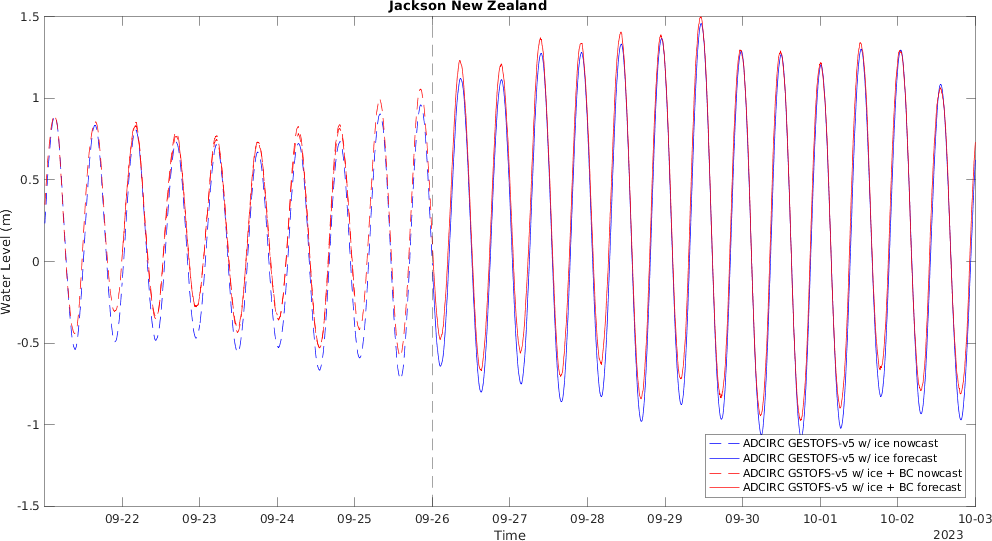 Jackson New Zealand
1.5
1
0.5
0
-0.5
-1
-1.5
Water Level (m)
ADCIRC GESTOFS-v5 w/ ice nowcast
ADCIRC GESTOFS-v5 w/ ice forecast
ADCIRC GSTOFS-v5 w/ ice + BC nowcast
ADCIRC GSTOFS-v5 w/ ice + BC forecast
09-22 09-23 09-24 09-25 09-26 09-27 09-28 09-29 09-30 10-01 10-02 10-03
Time
2023